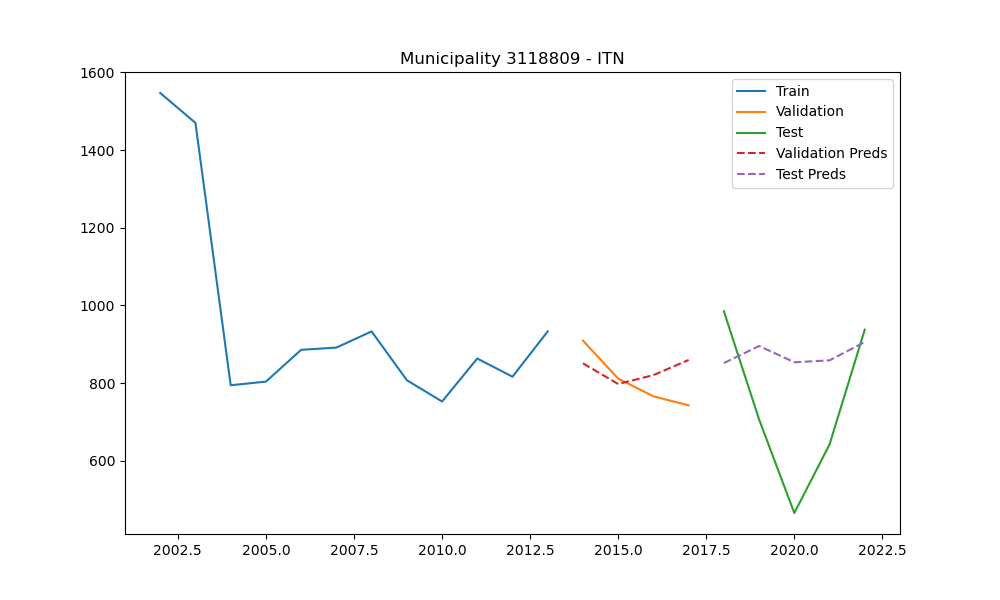 Municipality 3118809 - ITN
1600
1400
1200
1000
800
600
Train
Validation
Test
Validation Preds
Test Preds
2002.5 2005.0 2007.5 2010.0 2012.5 2015.0 2017.5 2020.0 2022.5